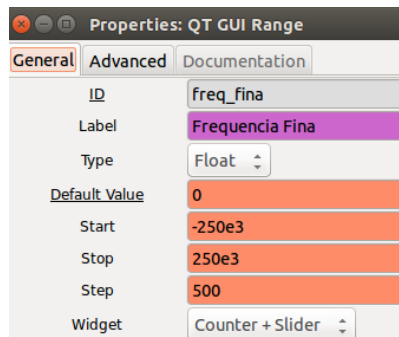 Properties: QT GUI Range
General Advanced Documentation
ID freq_fina
Label Frequencia Fina
Type Float
Default Value 0
Start -250e3
Stop 250e3
Step 500
Widget Counter + Slider